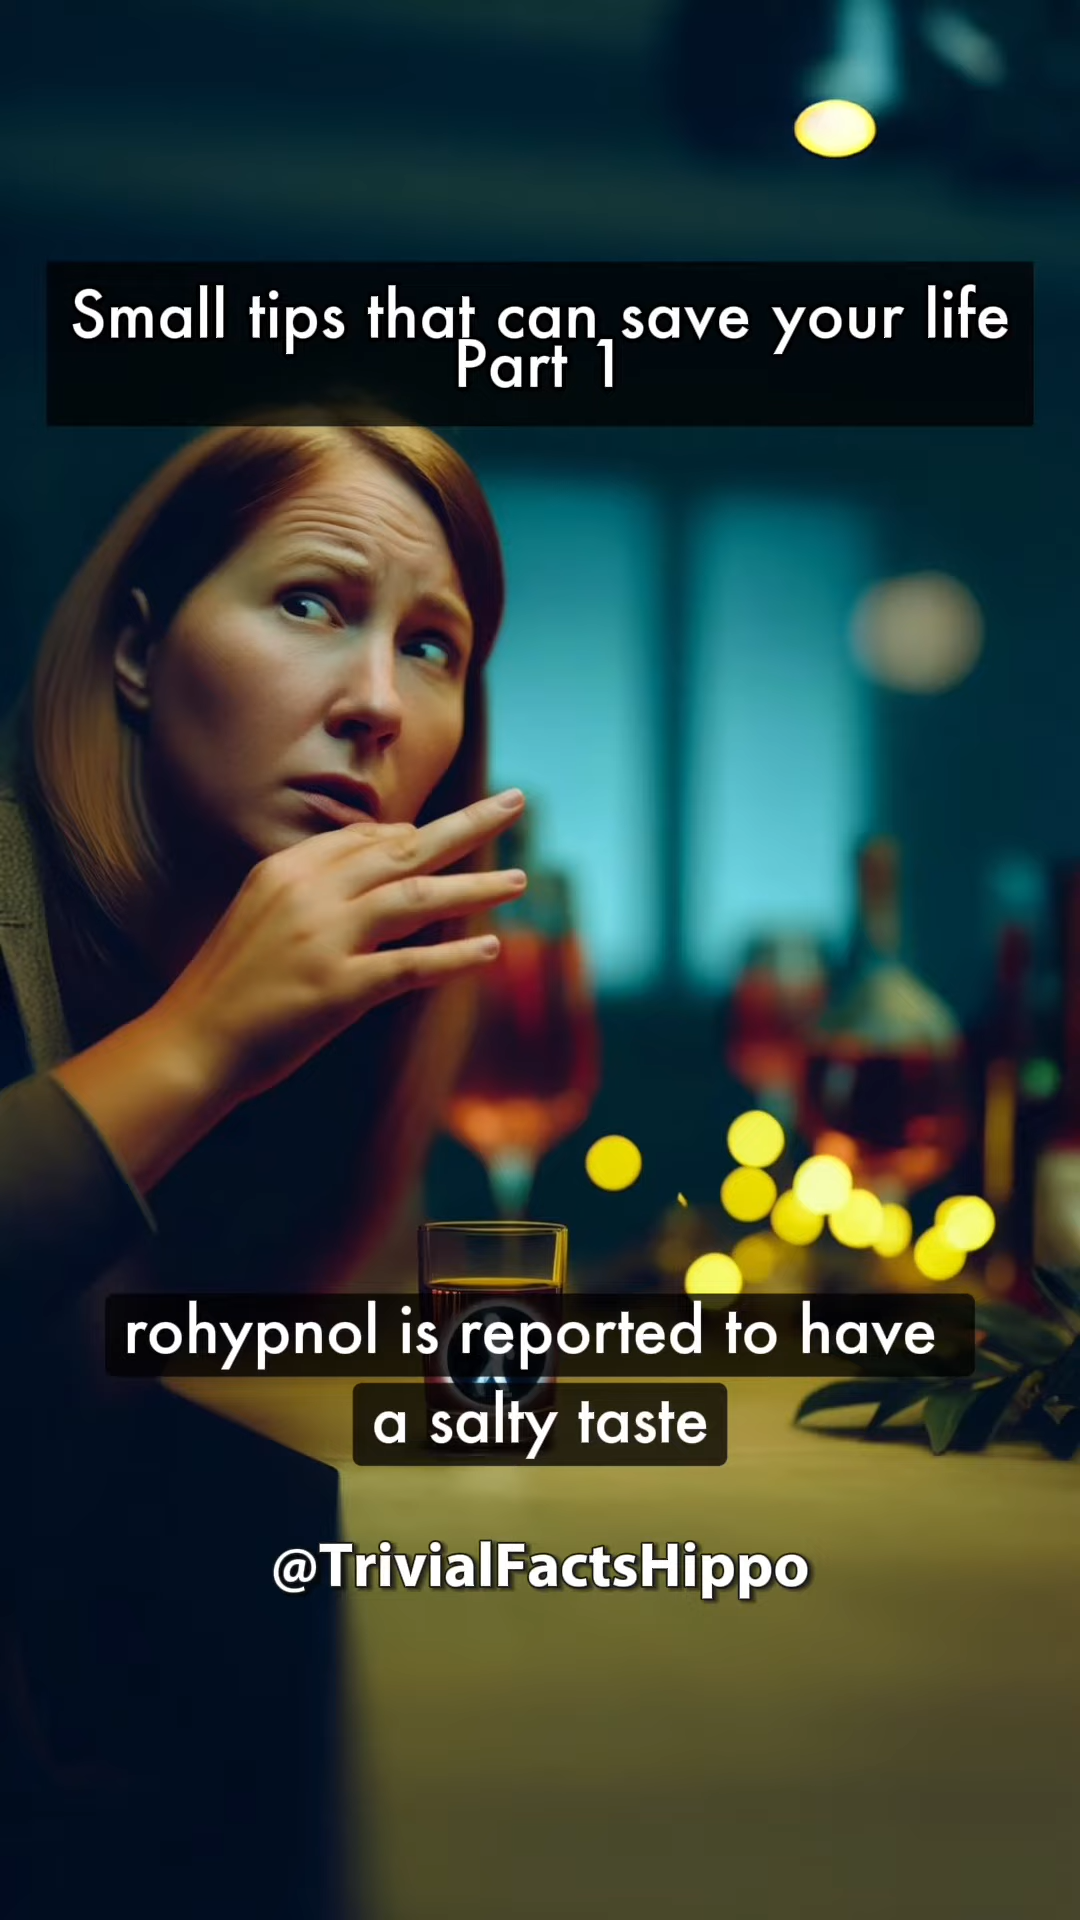 Small tips that can save your life
Part 1
rohypnol is reported to have
a salty taste
@TrivialFactsHippo